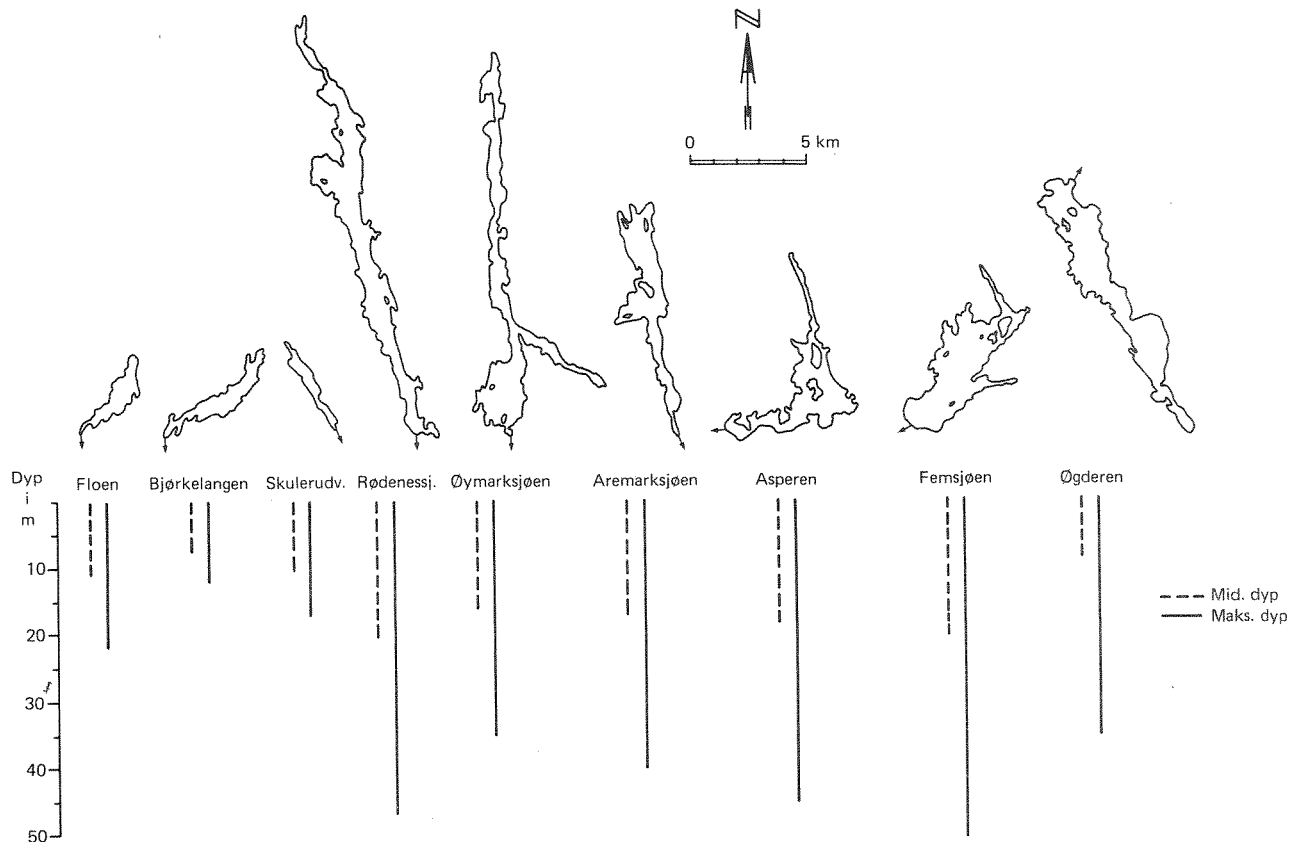 N
0 5 km
Dyp
i
m
Floen Bjørkelangen Skulerudv. Rødenessj. Øymarksjøen Aremarksjøen Asperen Femsjøen Øgderen
10
20
30
40
50
Mid. dyp
Maks. dyp